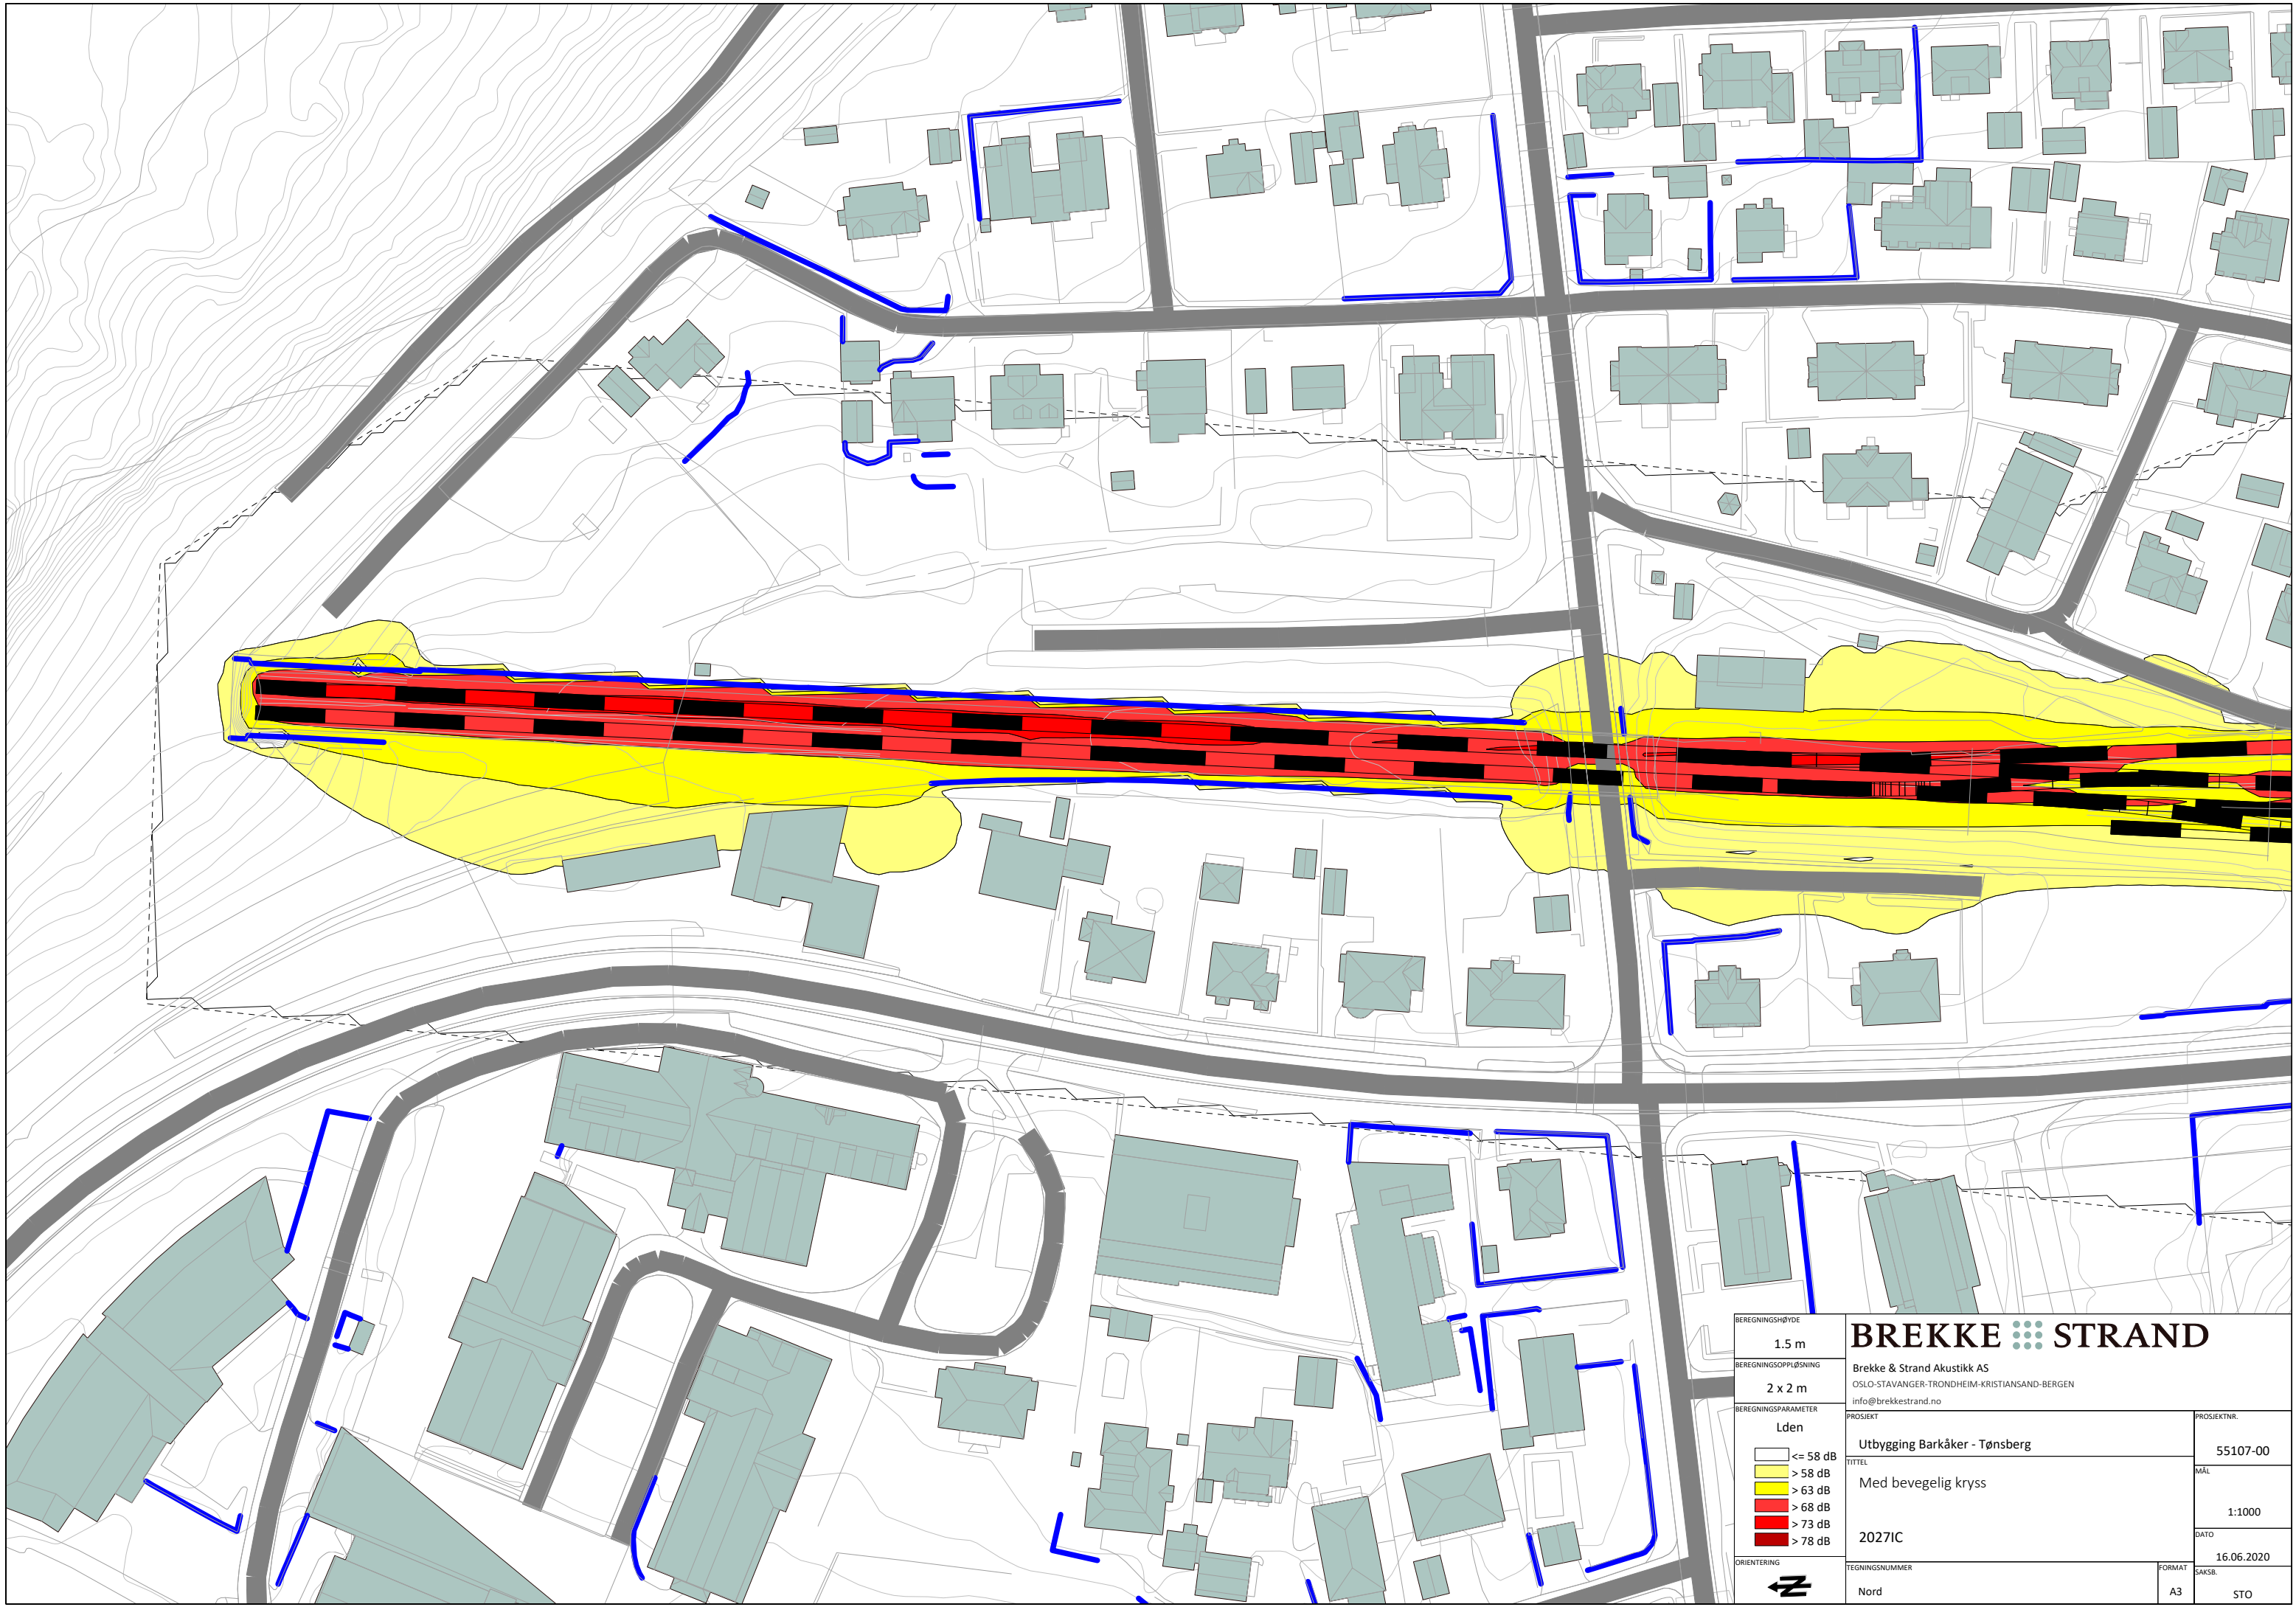 BEREGNINGSHØYDE
1.5 m
BEREGNINGSOPPLØSNING
2 x 2 m
BEREGNINGSPARAMETER
Lden
<= 58 dB
> 58 dB
> 63 dB
> 68 dB
> 73 dB
> 78 dB
ORIENTERING
BREKKE STRAND
Brekke & Strand Akustikk AS
OSLO-STAVANGER-TRONDHEIM-KRISTIANSAND-BERGEN
info@brekkestrand.no
PROSJEKT
Utbygging Barkåker - Tønsberg
PROSJEKTNR.
55107-00
TITTEL
Med bevegelig kryss
2027IC
MÅL
1:1000
DATO
16.06.2020
TEGNINGSNUMMER
Nord
FORMAT
A3
SAKSB.
STO